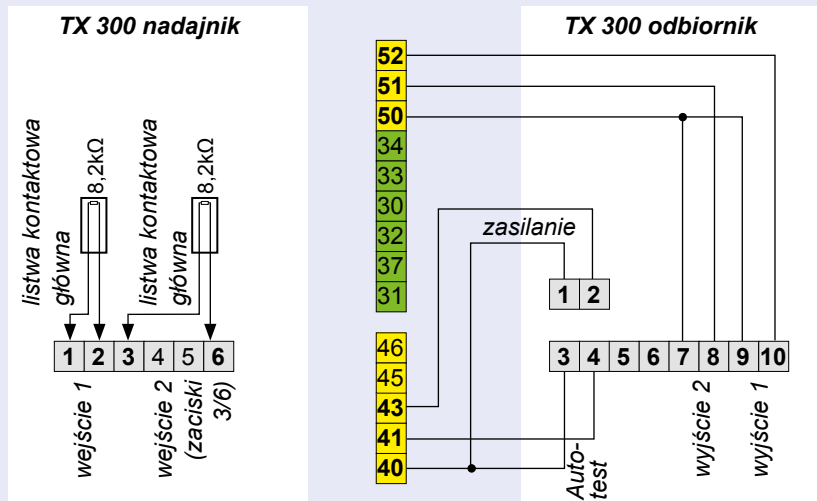 TX 300 nadajnik
listwa kontaktowa
główna
8,2kΩ
listwa kontaktowa
główna
8,2kΩ
1 2 3 4 5 6
wejście 1
wejście 2
(zaciski
3/6)
52
51
50
34
33
30
32
37
31
46
45
43
41
40
TX 300 odbiornik
zasilanie
1 2
3 4 5 6 7 8 9 10
Auto-
test
wyjście 2
wyjście 1